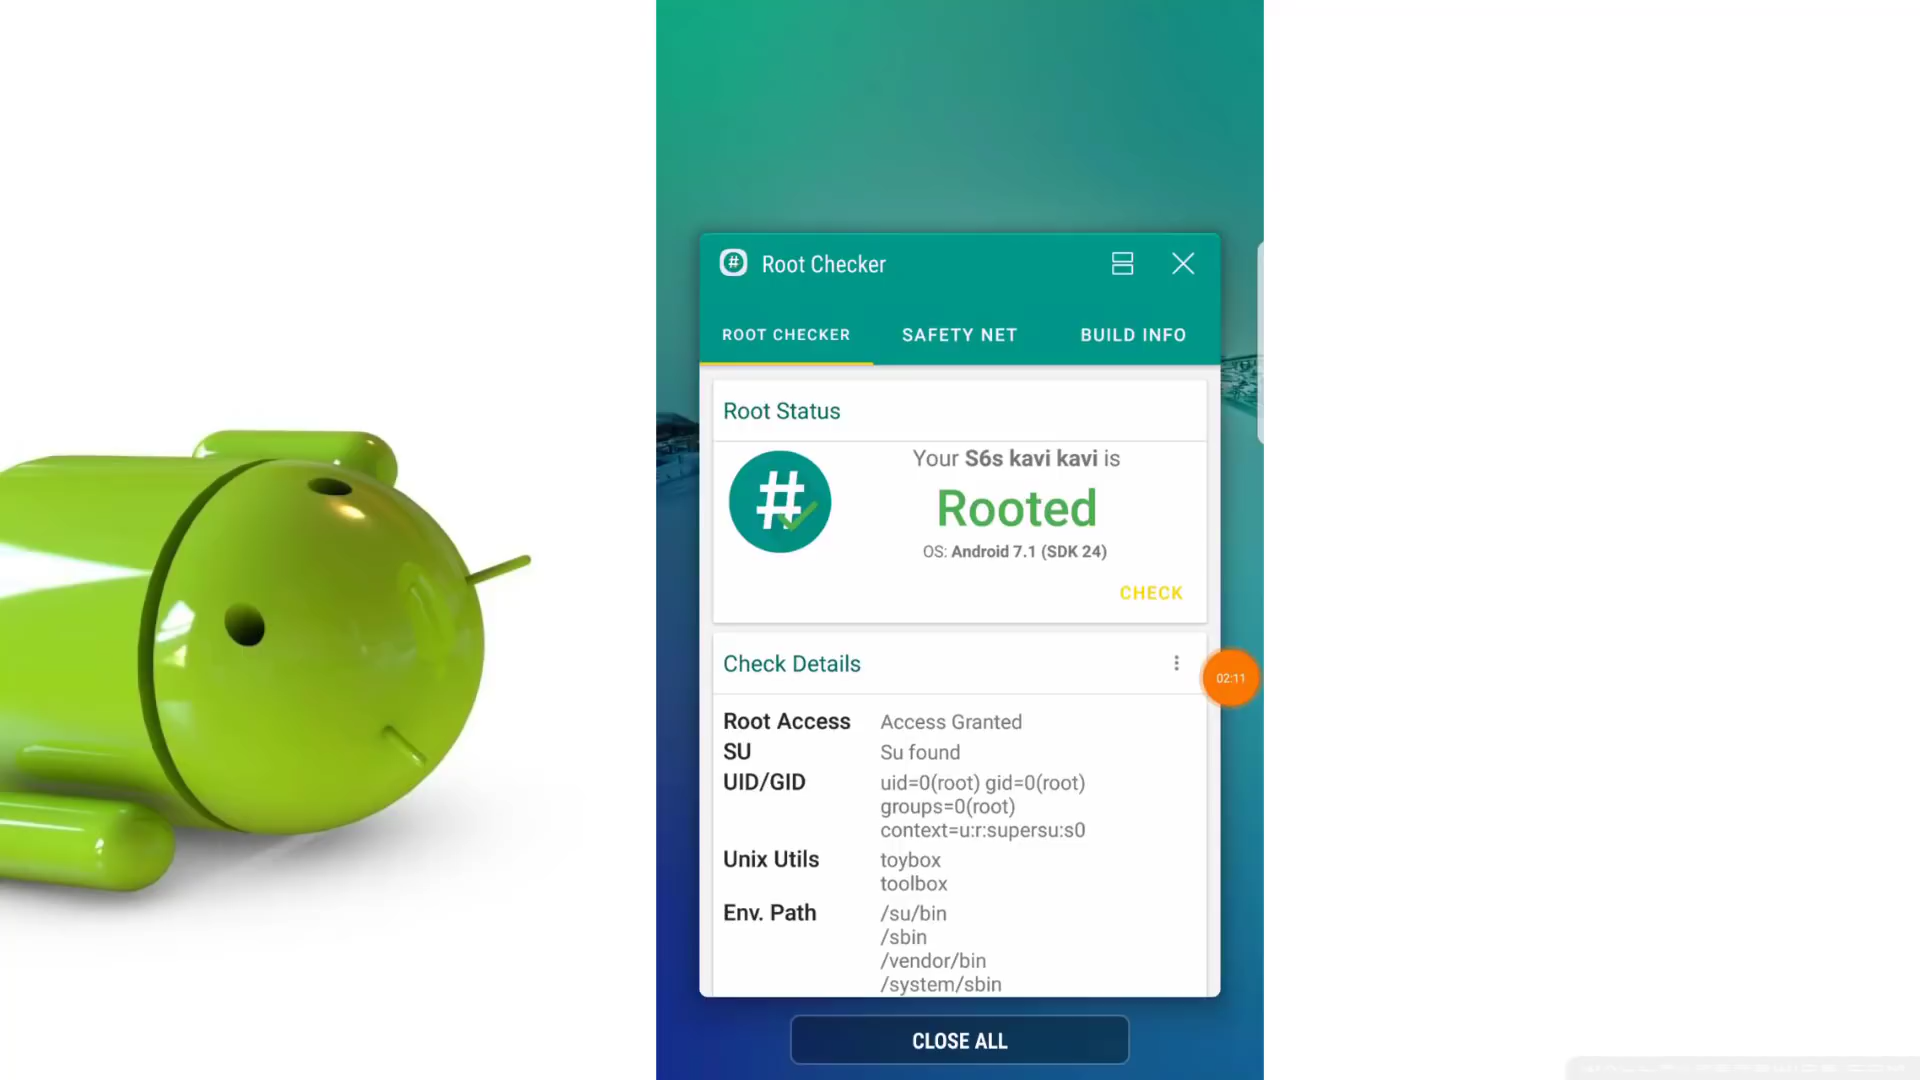 Root Checker
ROOT CHECKER SAFETY NET BUILD INFO
Root Status
Your S6s kavi kavi is
Rooted
OS: Android 7.1 (SDK 24)
CHECK
Check Details
02:11
Root Access Access Granted
SU Su found
UID/GID uid=0(root) gid=0(root)
groups=0(root)
context=u:r:supersu:s0
Unix Utils toybox
toolbox
Env. Path /su/bin
/sbin
/vendor/bin
/system/sbin
CLOSE ALL